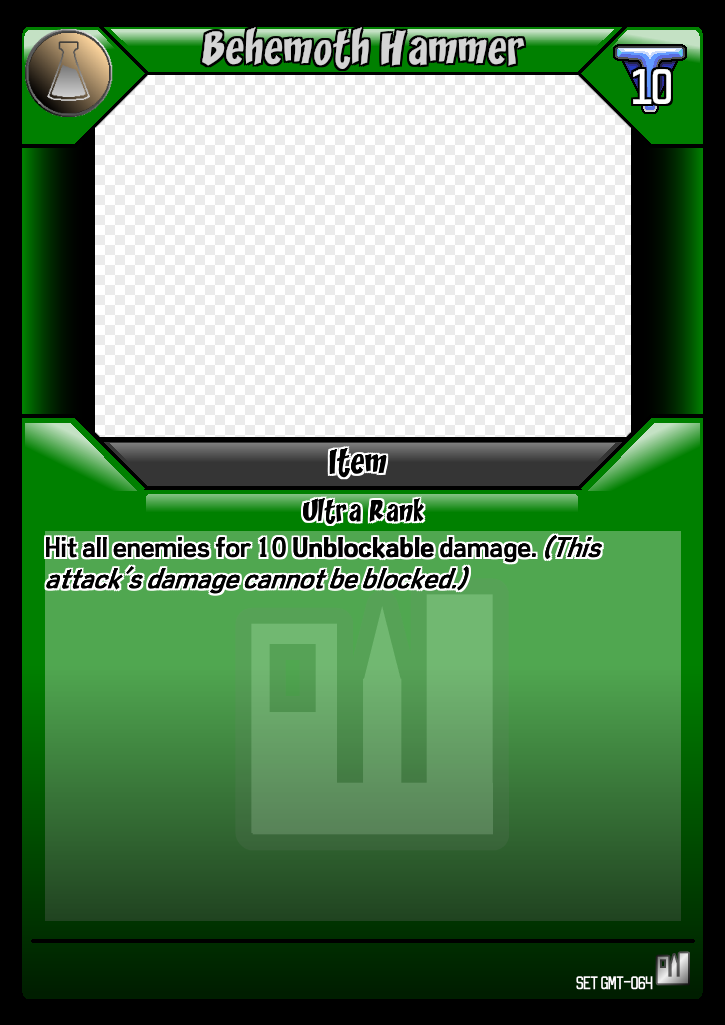 Behemoth Hammer
10
Item
Ultra Rank
Hit all enemies for 10 Unblockable damage. (This
attack's damage cannot be blocked.)
SET GMT-064